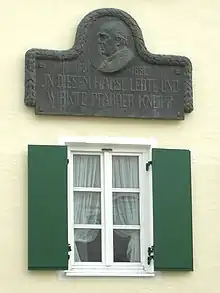 IN DIESEM HAUSE LEBTE UND
WIRKTE PFARRER KNEIPP